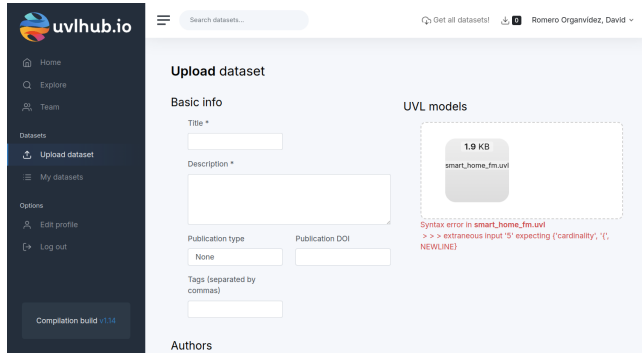 uvlhub.io
Search datasets...
Get all datasets!
0
Romero Organvídez, David
Home
Explore
Team
Datasets
Upload dataset
My datasets
Options
Edit profile
Log out
Compilation build v1.14
Upload dataset
Basic info
Title *
Description *
Publication type
Publication DOI
None
Tags (separated by
commas)
Authors
UVL models
1.9 KB
smart_home_fm.uvl
Syntax error in smart_home_fm.uvl
> > > extraneous input '5' expecting {'cardinality', '{',
NEWLINE}